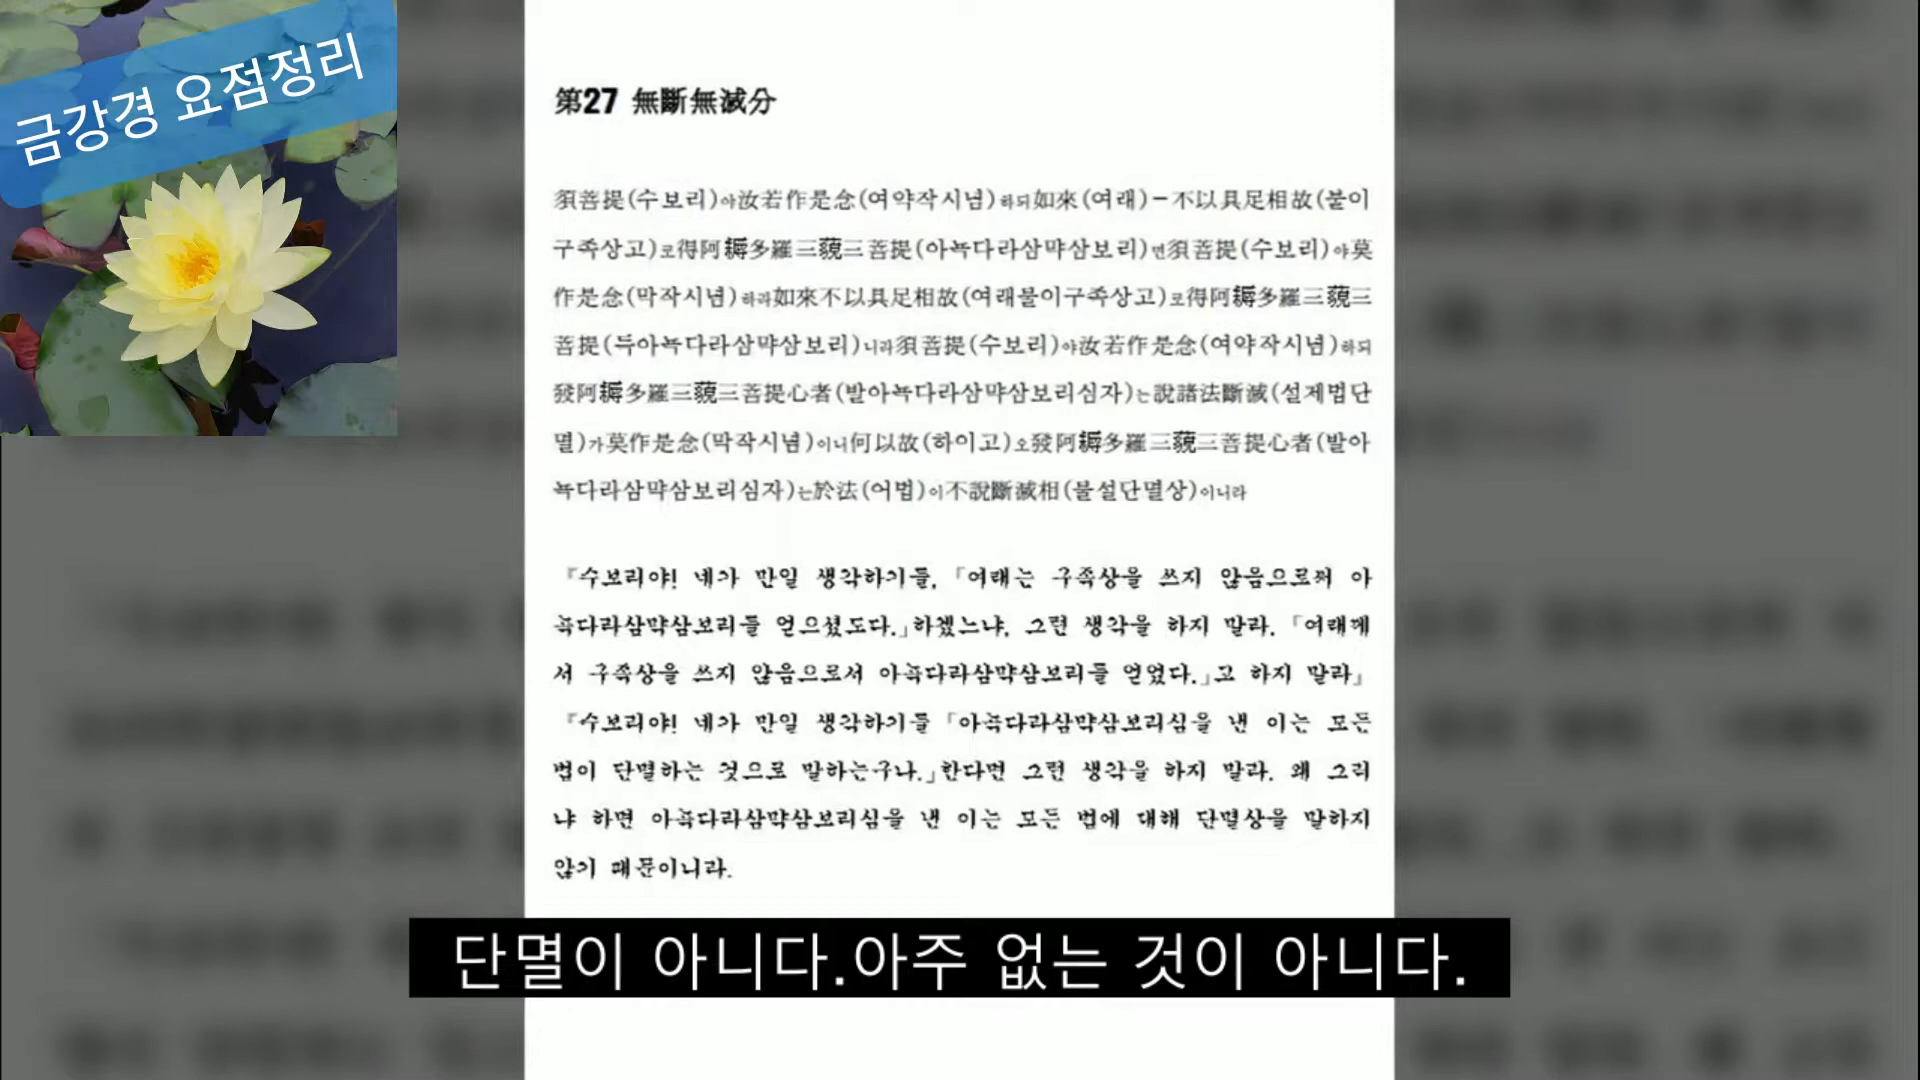 금강경 요점정리
第27 無斷無滅分
須菩提(수보리)야汝若作是念(여약작시념)하되如來(여래)－不以具足相故(불이
구족상고)로得阿耨多羅三藐三菩提(아뇩다라삼먁삼보리)면須菩提(수보리)야莫
作是念(막작시념)하라如來不以具足相故(여래불이구족상고)로得阿耨多羅三藐三
菩提(득아뇩다라삼먁삼보리)니라須菩提(수보리)야汝若作是念(여약작시념)하되
發阿耨多羅三藐三菩提心者(발아뇩다라삼먁삼보리심자)는說諸法斷滅(설제법단
멸)가莫作是念(막작시념)이니何以故(하이고)오發阿耨多羅三藐三菩提心者(발아
뇩다라삼먁삼보리심자)는於法(어법)이不說斷滅相(불설단멸상)이니라
『수보리야! 네가 만일 생각하기를, 「여래는 구족상을 쓰지 않음으로써 아
뇩다라삼먁삼보리를 얻으셨도다.」하겠느냐, 그런 생각을 하지 말라. 「여래께
서 구족상을 쓰지 않음으로서 아뇩다라삼먁삼보리를 얻었다.」고 하지 말라』
『수보리야! 네가 만일 생각하기를 「아뇩다라삼먁삼보리심을 낸 이는 모든
법이 단멸하는 것으로 말하는구나.」한다면 그런 생각을 하지 말라. 왜 그러
냐 하면 아뇩다라삼먁삼보리심을 낸 이는 모든 법에 대해 단멸상을 말하지
않기 때문이니라.
단멸이 아니다.아주 없는 것이 아니다.